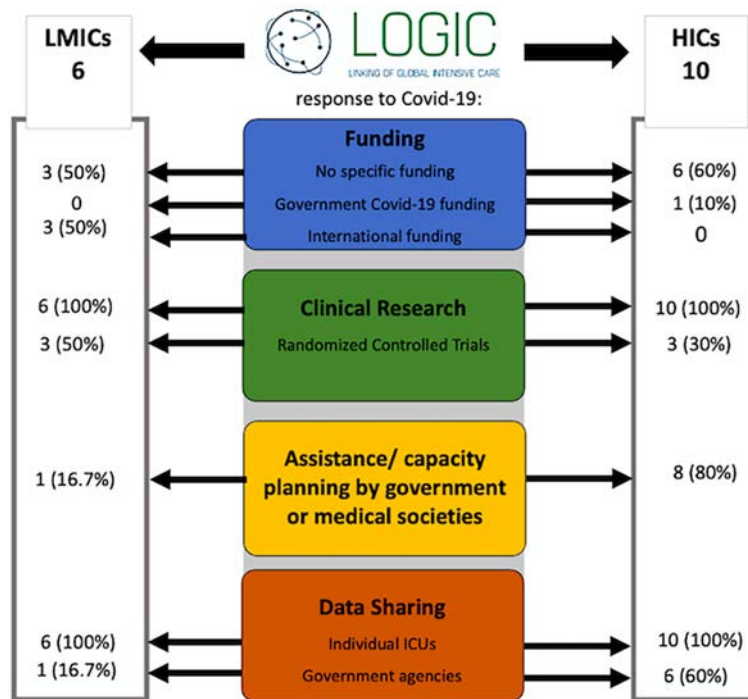 LMICs
6
LOGIC
LINKING OF GLOBAL INTENSIVE CARE
response to Covid-19:
HICs
10
Funding
3 (50%) No specific funding 6 (60%)
0 Government Covid-19 funding 1 (10%)
3 (50%) International funding 0
6 (100%) Clinical Research 10 (100%)
3 (50%) Randomized Controlled Trials 3 (30%)
Assistance/ capacity
1 (16.7%) planning by government 8 (80%)
or medical societies
Data Sharing
6 (100%) Individual ICUs 10 (100%)
1 (16.7%) Government agencies 6 (60%)